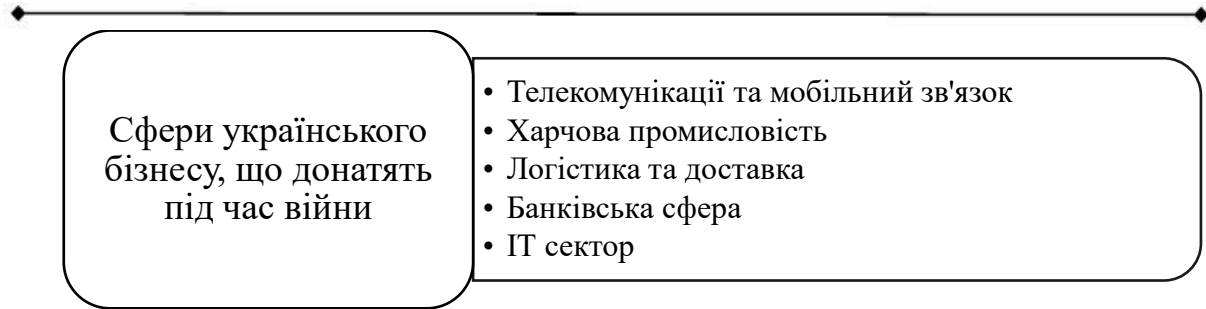 Сфери українського
бізнесу, що донатять
під час війни
• Телекомунікації та мобільний зв'язок
• Харчова промисловість
• Логістика та доставка
• Банківська сфера
• ІТ сектор